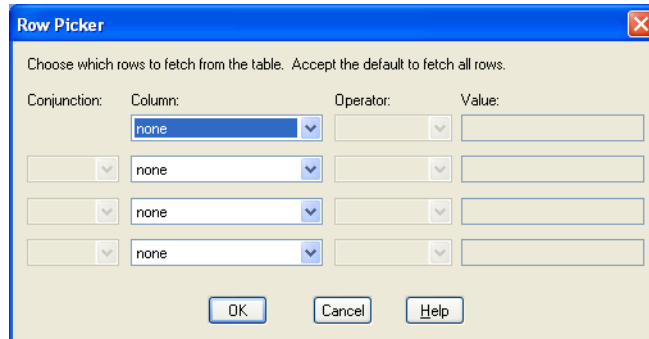 Row Picker
Choose which rows to fetch from the table. Accept the default to fetch all rows.
Conjunction: Column: Operator: Value:
none
none
none
none
OK Cancel Help